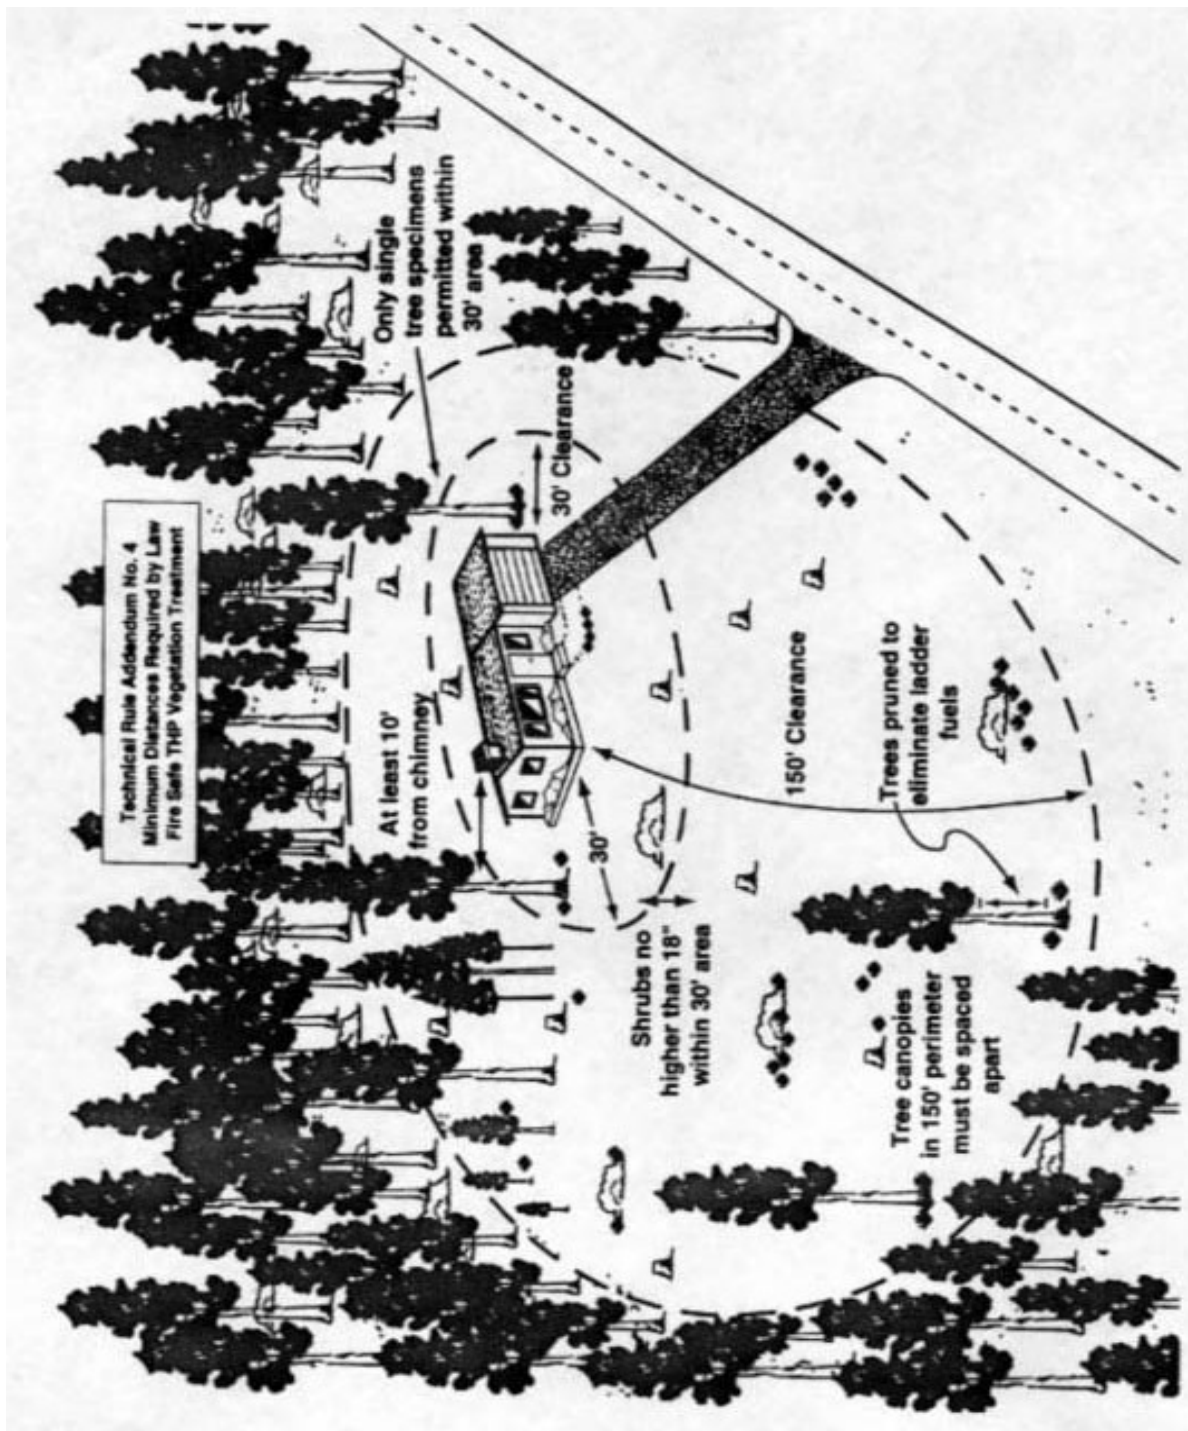 Technical Rule Addendum No. 4
Minimum Distances Required by Law
Fire Safe THP Vegetation Treatment
Only single
tree specimens
permitted within
30' area
At least 10'
from chimney
30' Clearance
30'
Shrubs no
higher than 18"
within 30' area
150' Clearance
Trees pruned to
eliminate ladder
fuels
Tree canopies
in 150' perimeter
must be spaced
apart